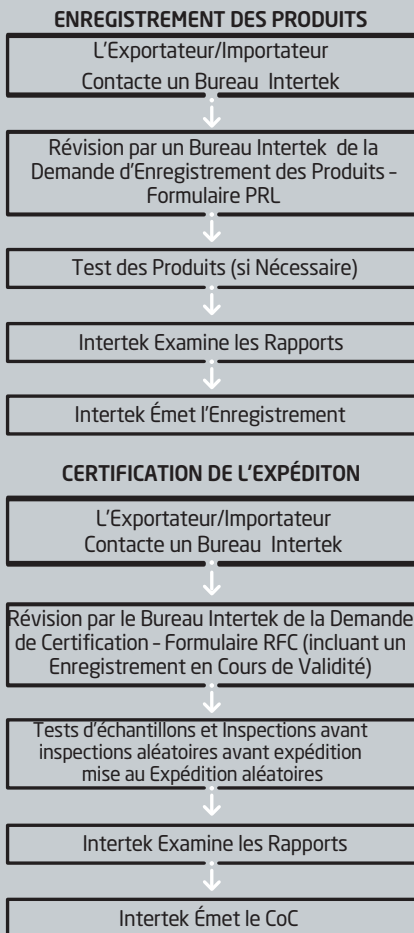 ENREGISTREMENT DES PRODUITS
L'Exportateur/Importateur
Contacte un Bureau Intertek
Révision par un Bureau Intertek de la
Demande d'Enregistrement des Produits –
Formulaire PRL
Test des Produits (si Nécessaire)
Intertek Examine les Rapports
Intertek Émet l'Enregistrement
CERTIFICATION DE L'EXPÉDITON
L'Exportateur/Importateur
Contacte un Bureau Intertek
Révision par le Bureau Intertek de la Demande
de Certification – Formulaire RFC (incluant un
Enregistrement en Cours de Validité)
Tests d'échantillons et Inspections avant
inspections aléatoires avant expédition
mise au Expédition aléatoires
Intertek Examine les Rapports
Intertek Émet le CoC